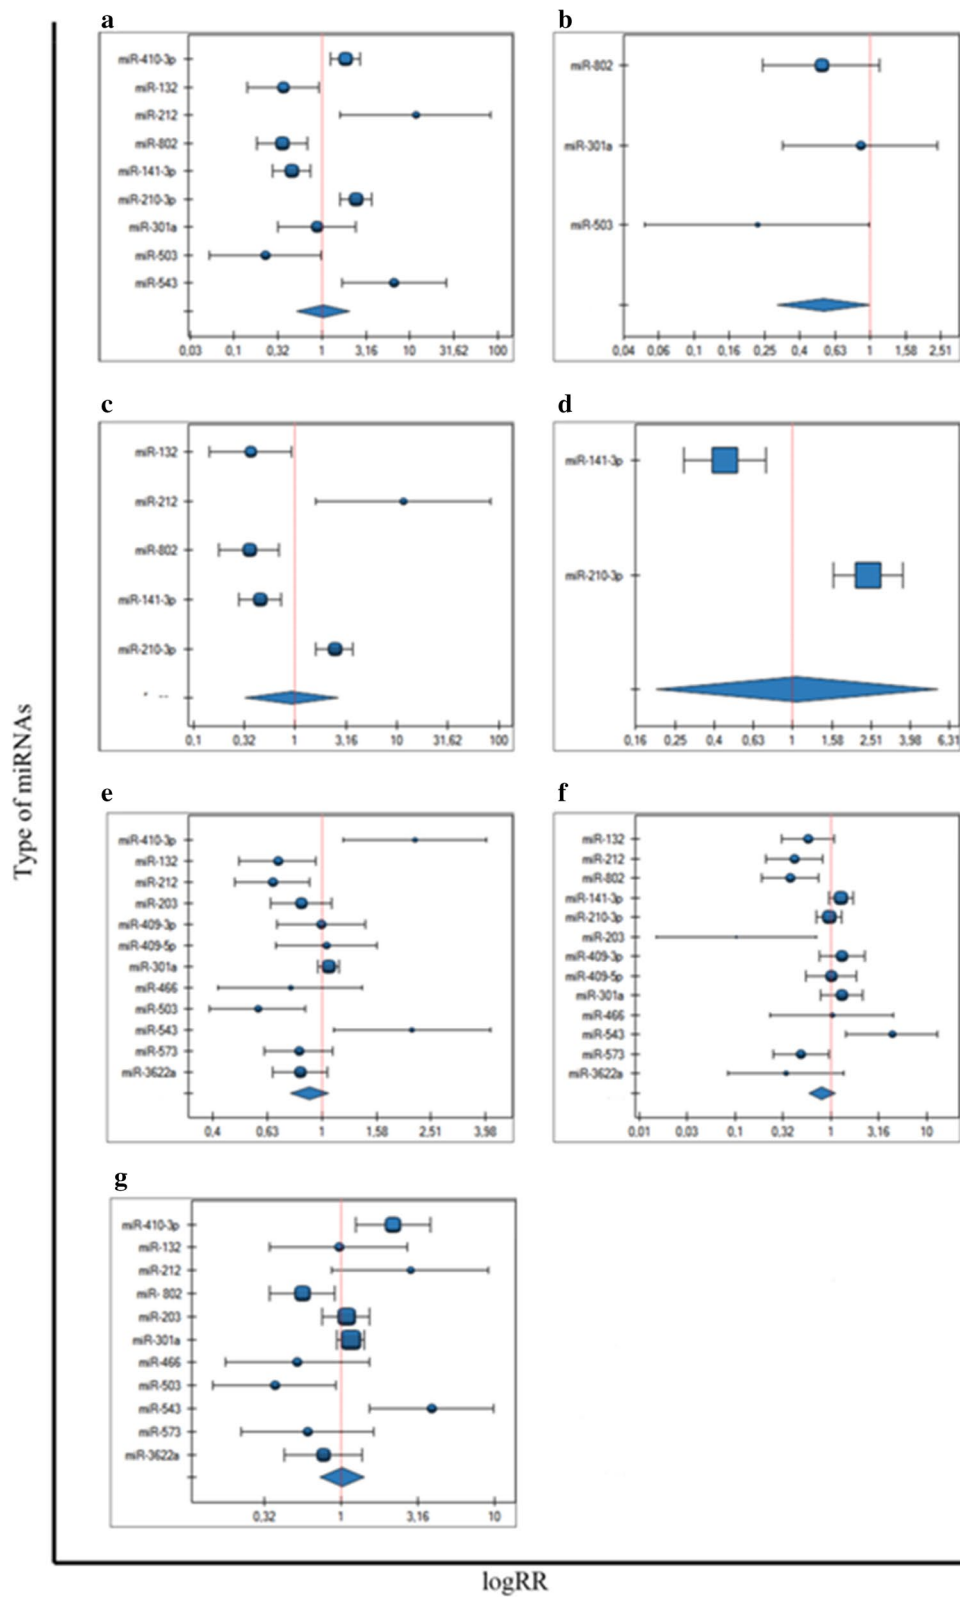 a
miR-410-3p
miR-132
miR-212
miR-802
miR-141-3p
miR-210-3p
miR-301a
miR-503
miR-543
0,03 0,1 0,32 1 3,16 10 31,62 100
b
miR-802
miR-301a
miR-503
0,04 0,06 0,1 0,16 0,25 0,4 0,63 1 1,58 2,51
c
miR-132
miR-212
miR-802
miR-141-3p
miR-210-3p
0,1 0,32 1 3,16 10 31,62 100
d
miR-141-3p
miR-210-3p
0,16 0,25 0,4 0,63 1 1,58 2,51 3,98 6,31
e
miR-410-3p
miR-132
miR-212
miR-203
miR-409-3p
miR-409-5p
miR-301a
miR-466
miR-503
miR-543
miR-573
miR-3622a
0,4 0,63 1 1,58 2,51 3,98
f
miR-132
miR-212
miR-802
miR-141-3p
miR-210-3p
miR-203
miR-409-3p
miR-409-5p
miR-301a
miR-466
miR-543
miR-573
miR-3622a
0,01 0,03 0,1 0,32 1 3,16 10
g
miR-410-3p
miR-132
miR-212
miR- 802
miR-203
miR-301a
miR-466
miR-503
miR-543
miR-573
miR-3622a
0,32 1 3,16 10
Type of miRNAs
logRR